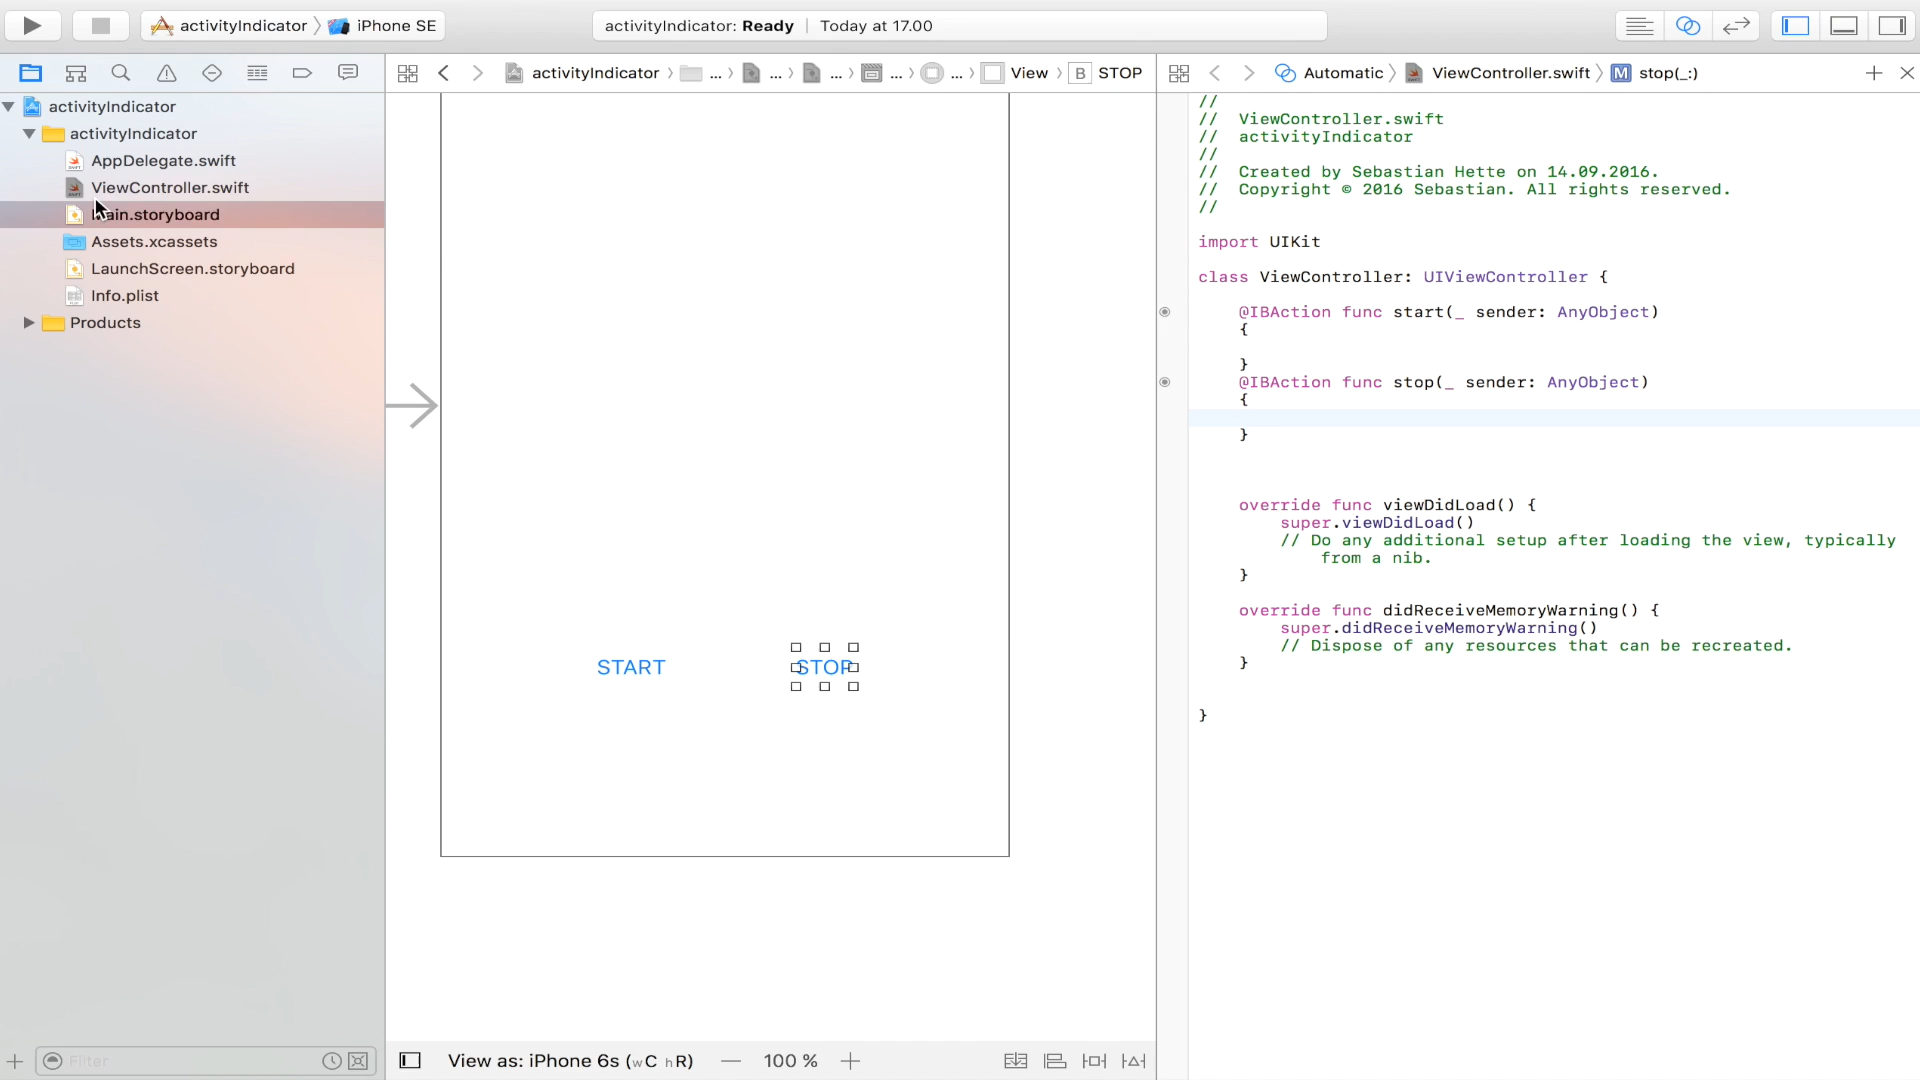 activityIndicator
iPhone SE
activityIndicator: Ready | Today at 17.00
activityIndicator
...
...
...
...
...
View
B
STOP
Automatic
ViewController.swift
M
stop(_:)
activityIndicator
activityIndicator
AppDelegate.swift
ViewController.swift
Main.storyboard
Assets.xcassets
LaunchScreen.storyboard
Info.plist
Products
Filter
START
STOP
View as: iPhone 6s (wC hR)
100 %
//
// ViewController.swift
// activityIndicator
//
// Created by Sebastian Hette on 14.09.2016.
// Copyright © 2016 Sebastian. All rights reserved.
//
import UIKit
class ViewController: UIViewController {
@IBAction func start(_ sender: AnyObject)
{
}
@IBAction func stop(_ sender: AnyObject)
{
}
override func viewDidLoad() {
super.viewDidLoad()
// Do any additional setup after loading the view, typically
from a nib.
}
override func didReceiveMemoryWarning() {
super.didReceiveMemoryWarning()
// Dispose of any resources that can be recreated.
}
}